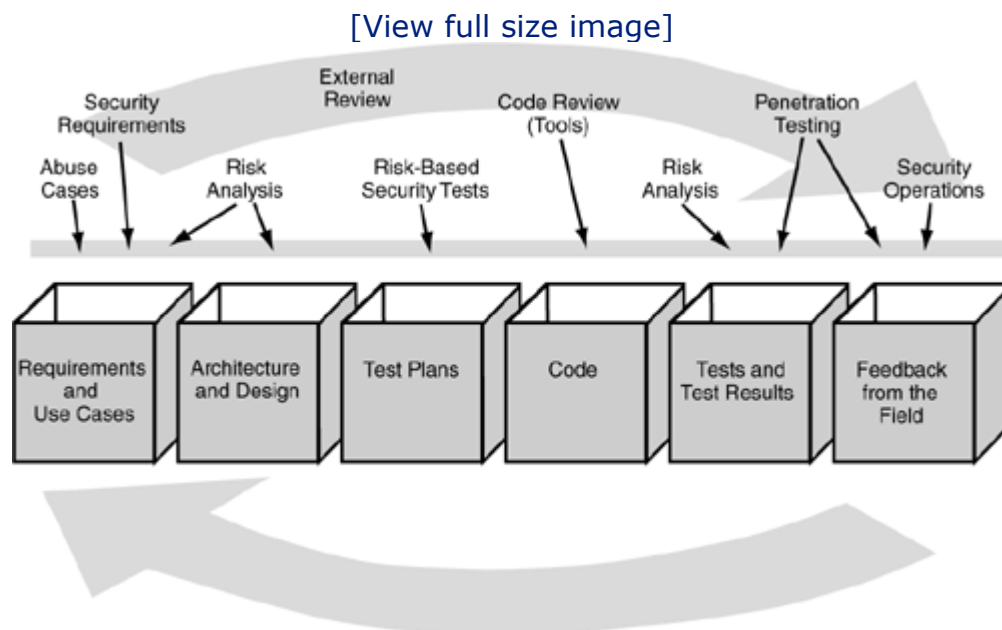 [View full size image]
External
Review
Security
Requirements
Code Review
(Tools)
Penetration
Testing
Abuse
Cases
Risk
Analysis
Risk-Based
Security Tests
Risk
Analysis
Security
Operations
Requirements
and
Use Cases
Architecture
and Design
Test Plans
Code
Tests and
Test Results
Feedback
from the
Field